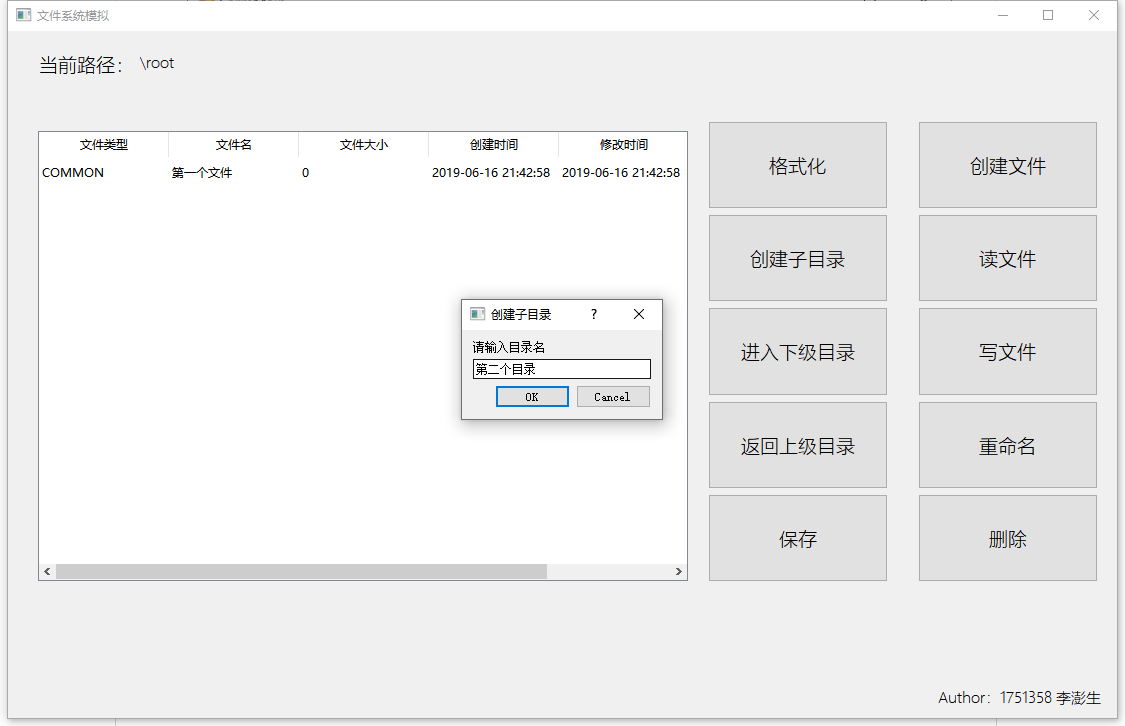 文件系统模拟
当前路径： \root
文件类型 文件名 文件大小 创建时间 修改时间
COMMON 第一个文件 0 2019-06-16 21:42:58 2019-06-16 21:42:58
格式化 创建文件
创建子目录 读文件
创建子目录 ?
请输入目录名
第二个目录
OK Cancel
进入下级目录 写文件
返回上级目录 重命名
保存 删除
Author： 1751358 李澎生